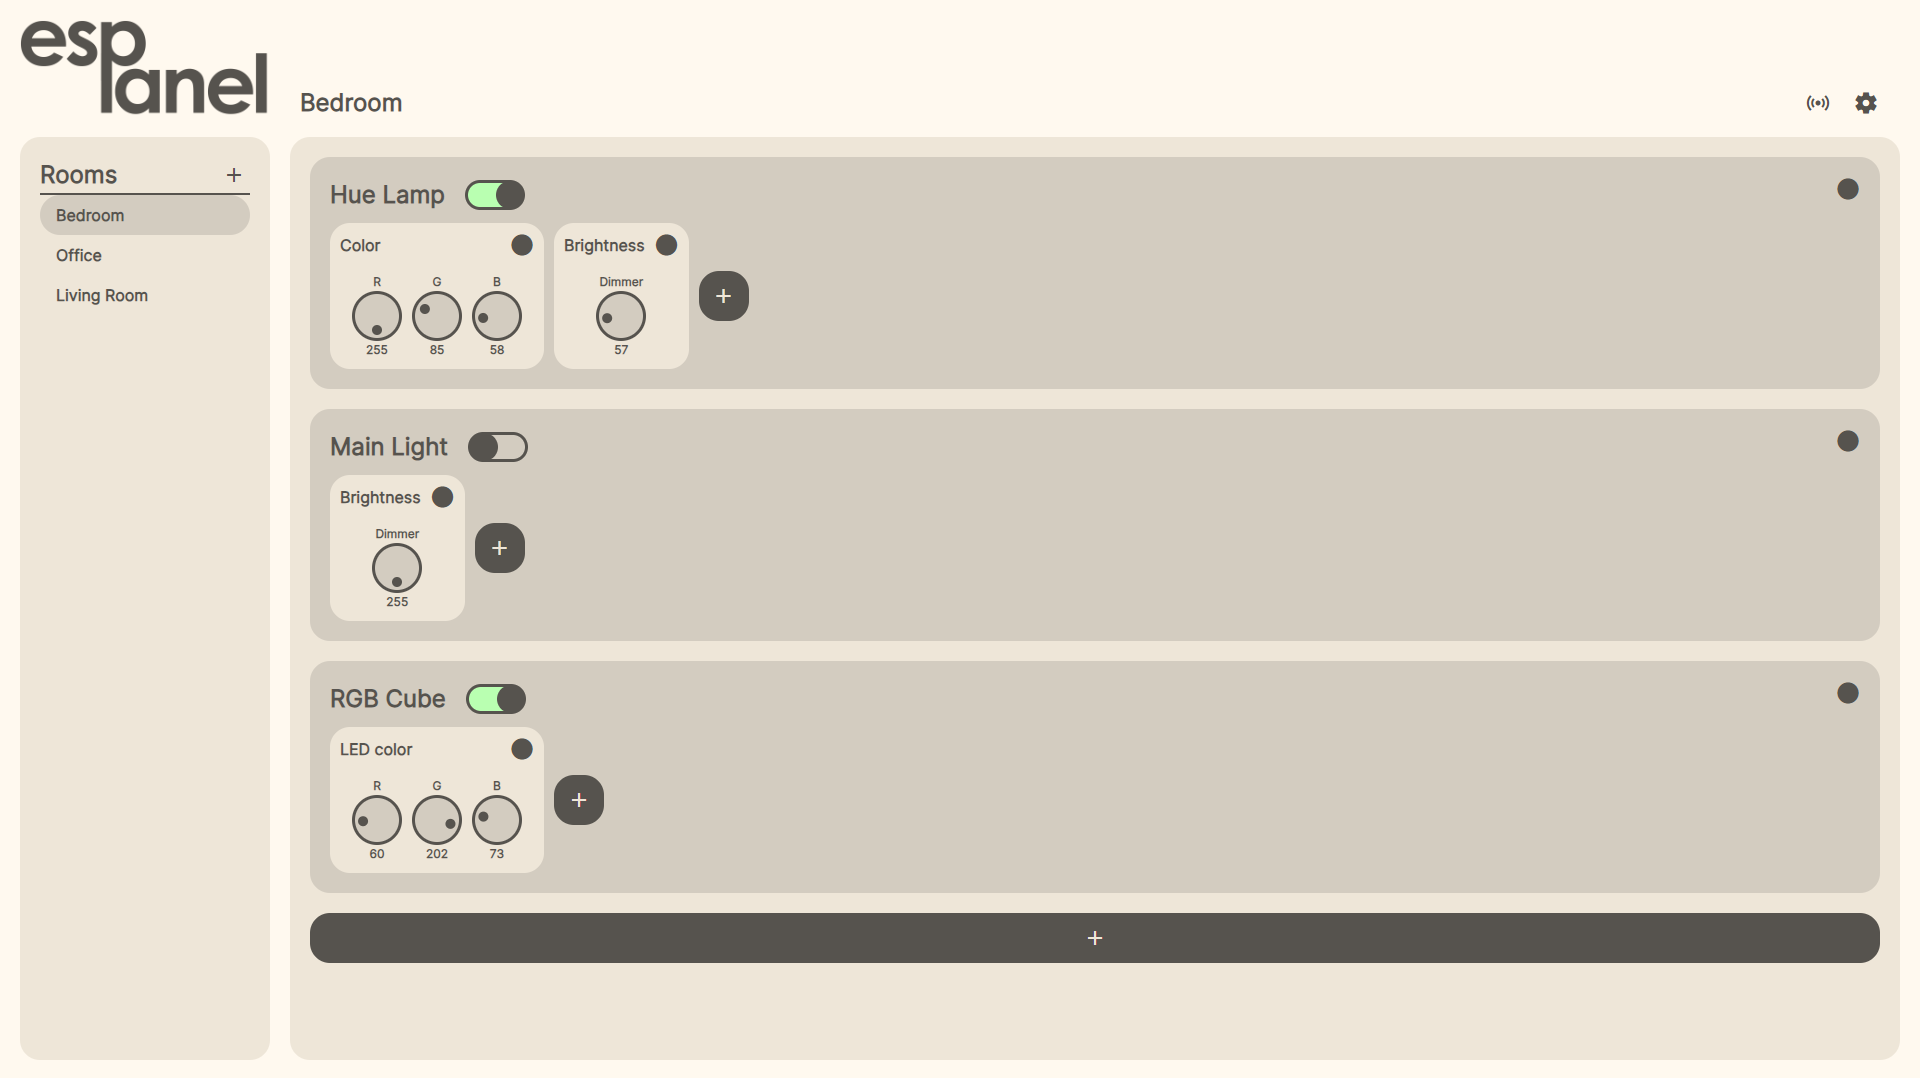 esp
panel
Bedroom
Rooms
Bedroom
Office
Living Room
Hue Lamp
Color
R G B
255 85 58
Brightness
Dimmer
57
Main Light
Brightness
Dimmer
255
RGB Cube
LED color
R G B
60 202 73